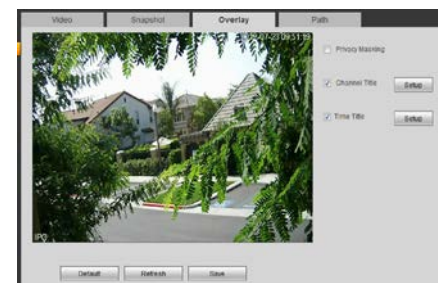 Video Snapshot Overlay Path
Privacy Masking
Channel Title Setup
Time Title Setup
IPC
Default Refresh Save